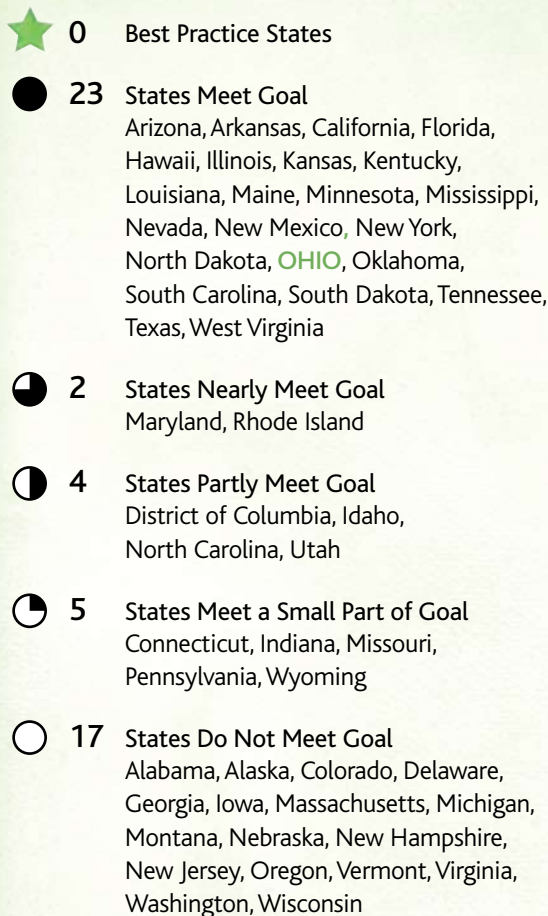 0 Best Practice States
23 States Meet Goal
Arizona, Arkansas, California, Florida,
Hawaii, Illinois, Kansas, Kentucky,
Louisiana, Maine, Minnesota, Mississippi,
Nevada, New Mexico, New York,
North Dakota, OHIO, Oklahoma,
South Carolina, South Dakota, Tennessee,
Texas, West Virginia
2 States Nearly Meet Goal
Maryland, Rhode Island
4 States Partly Meet Goal
District of Columbia, Idaho,
North Carolina, Utah
5 States Meet a Small Part of Goal
Connecticut, Indiana, Missouri,
Pennsylvania, Wyoming
17 States Do Not Meet Goal
Alabama, Alaska, Colorado, Delaware,
Georgia, Iowa, Massachusetts, Michigan,
Montana, Nebraska, New Hampshire,
New Jersey, Oregon, Vermont, Virginia,
Washington, Wisconsin